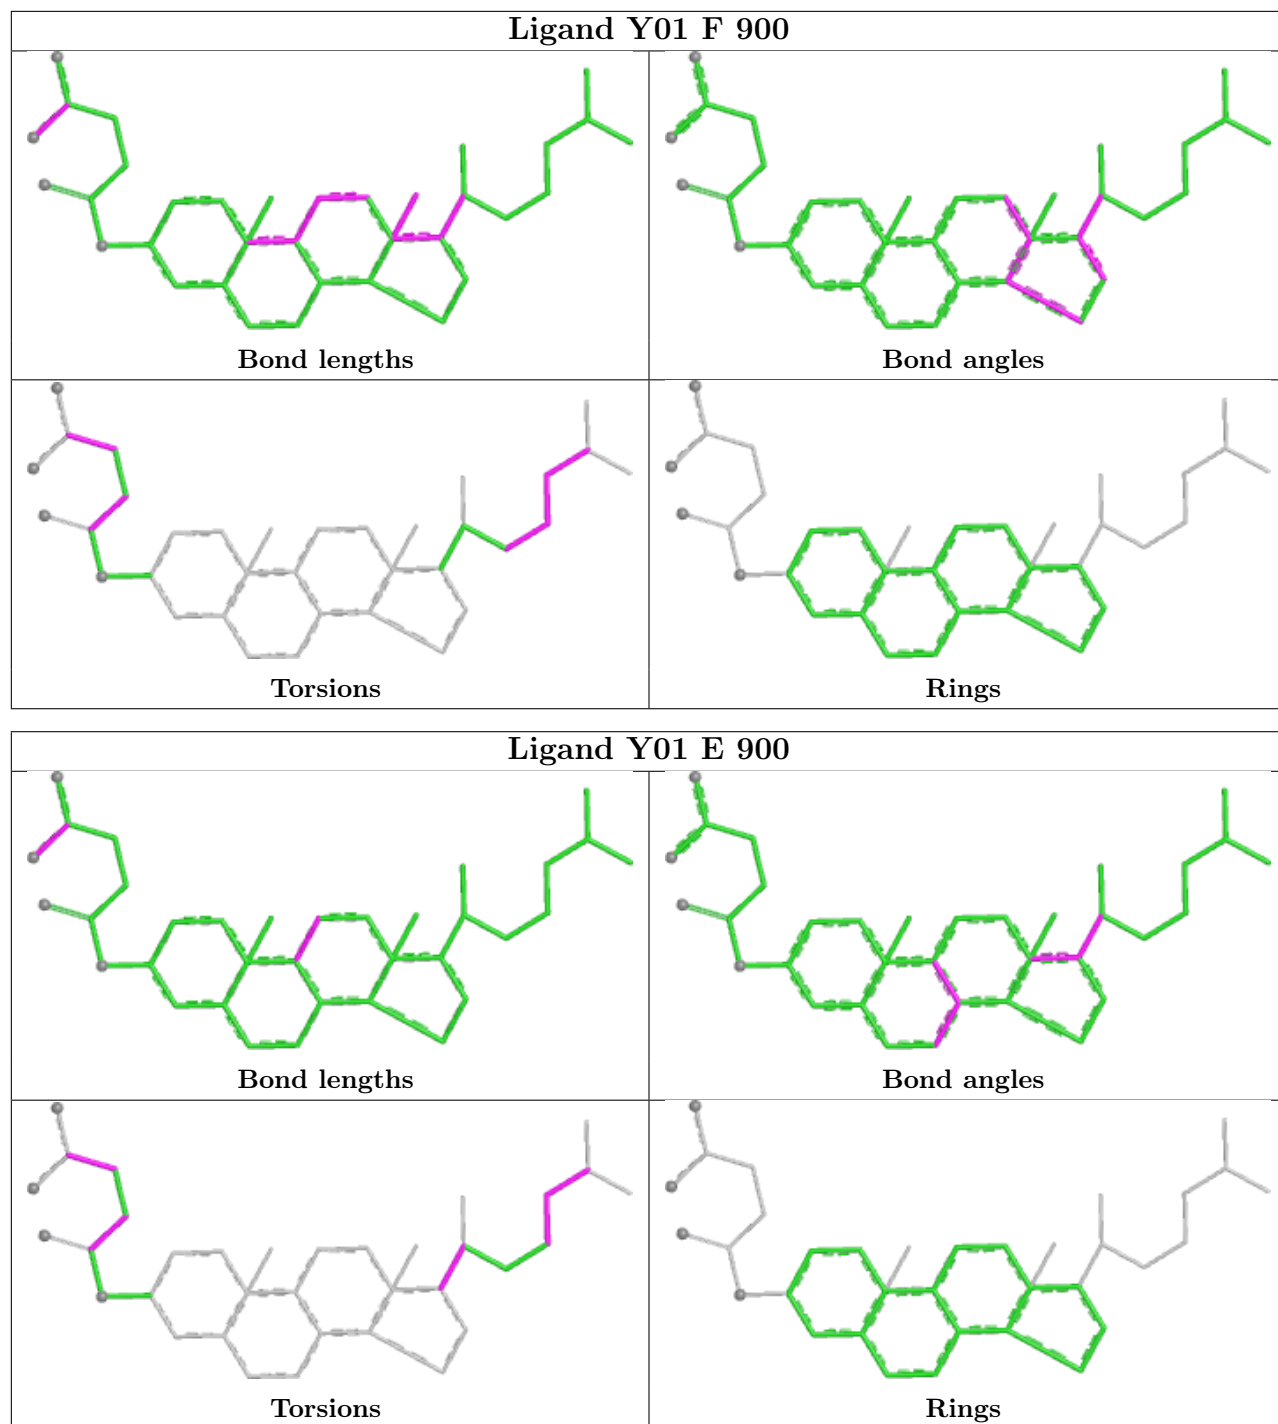 Ligand Y01 F 900
Bond lengths
Bond angles
Torsions
Rings
Ligand Y01 E 900
Bond lengths
Bond angles
Torsions
Rings